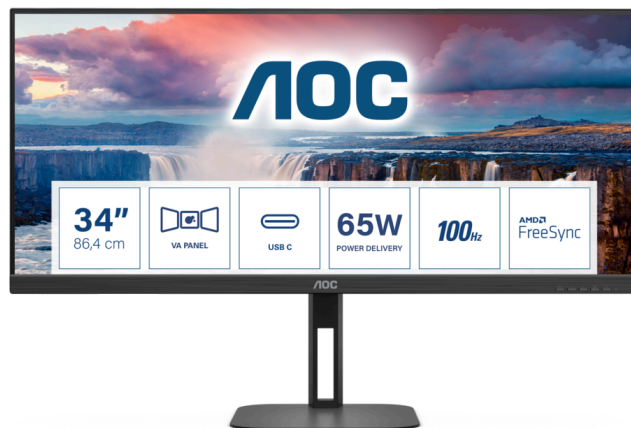 AOC
34”
86,4 cm
VA PANEL
USB C
65W
POWER DELIVERY
100Hz
AMD
FreeSync
AOC